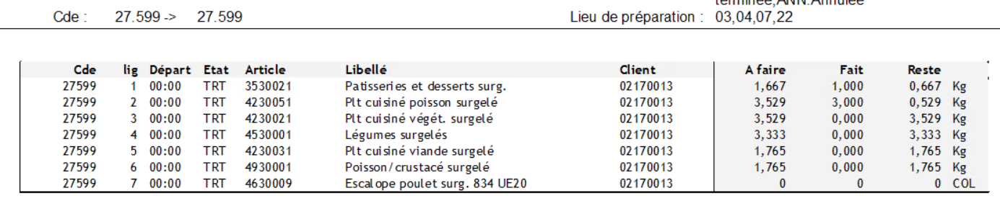 terminée,ANN:Annulée
Cde : 27.599 -> 27.599 Lieu de préparation : 03,04,07,22
Cde lig Départ Etat Article Libellé Client A faire Fait Reste
27599 1 00:00 TRT 3530021 Patisseries et desserts surg. 02170013 1,667 1,000 0,667 Kg
27599 2 00:00 TRT 4230051 Plt cuisiné poisson surgelé 02170013 3,529 3,000 0,529 Kg
27599 3 00:00 TRT 4230021 Plt cuisiné végét. surgelé 02170013 3,529 0,000 3,529 Kg
27599 4 00:00 TRT 4530001 Légumes surgelés 02170013 3,333 0,000 3,333 Kg
27599 5 00:00 TRT 4230031 Plt cuisiné viande surgelé 02170013 1,765 0,000 1,765 Kg
27599 6 00:00 TRT 4930001 Poisson/crustacé surgelé 02170013 1,765 0,000 1,765 Kg
27599 7 00:00 TRT 4630009 Escalope poulet surg. 834 UE20 02170013 0 0 0 COL